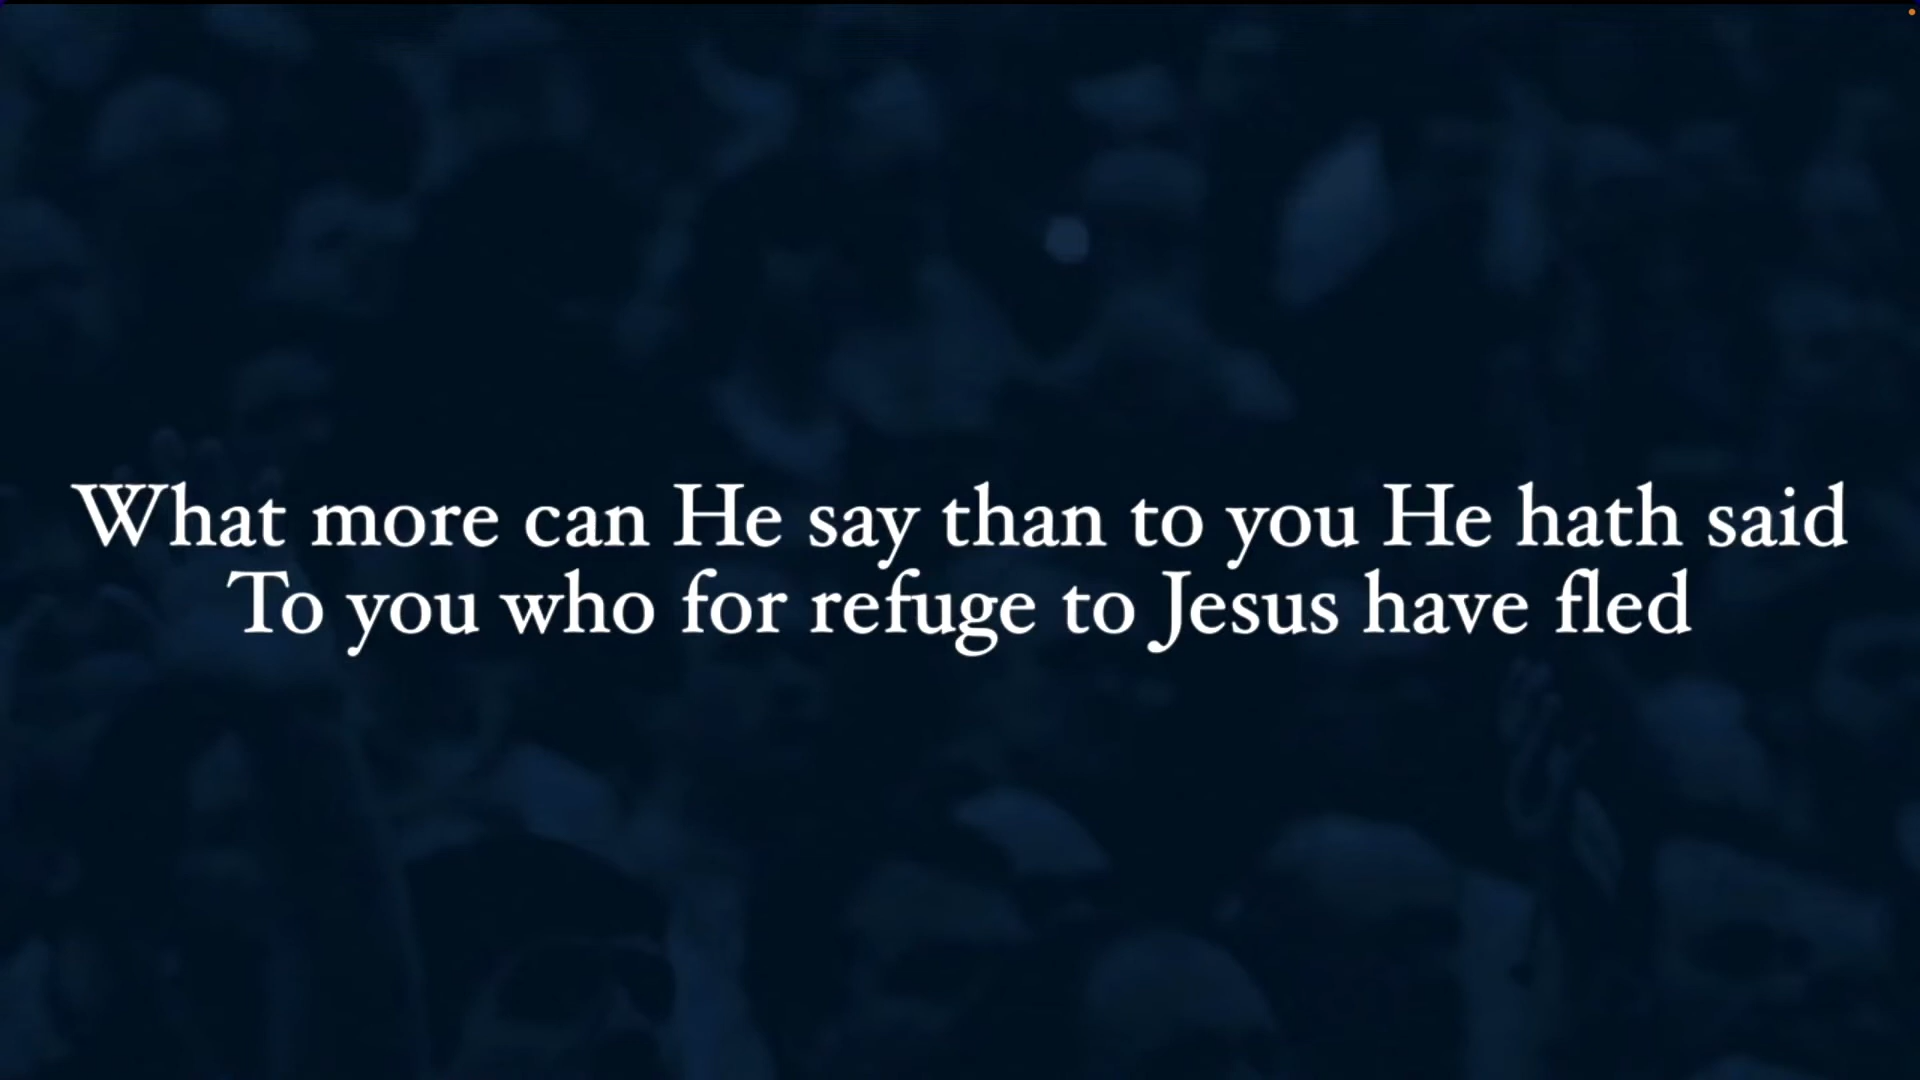 What more can He say than to you He hath said
To you who for refuge to Jesus have fled